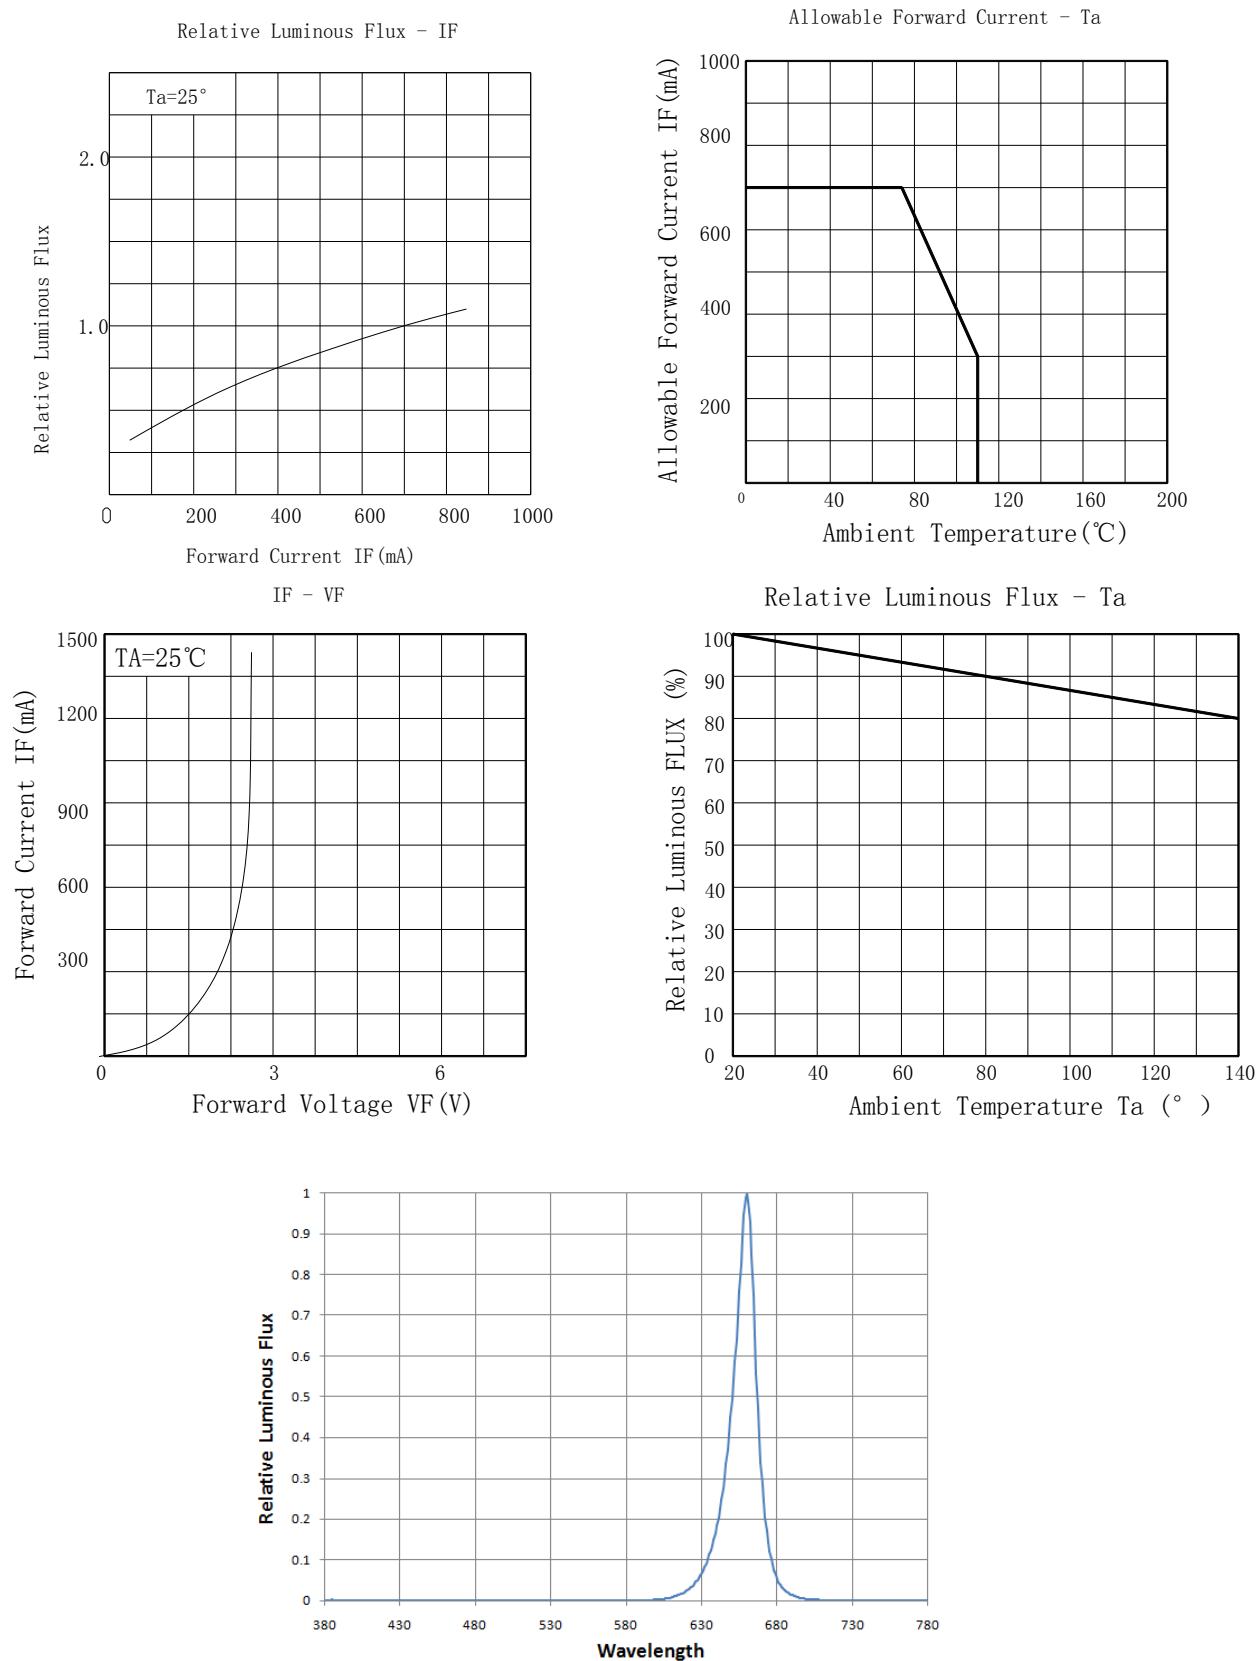 Relative Luminous Flux - IF
Ta=25°
2.0
1.0
Relative Luminous Flux
0 200 400 600 800 1000
Forward Current IF(mA)
Allowable Forward Current - Ta
1000
800
600
400
200
Allowable Forward Current IF(mA)
0 40 80 120 160 200
Ambient Temperature(℃)
IF - VF
TA=25℃
1500
1200
900
600
300
Forward Current IF(mA)
0 3 6
Forward Voltage VF(V)
Relative Luminous Flux - Ta
100
90
80
70
60
50
40
30
20
10
0
Relative Luminous FLUX (%)
20 40 60 80 100 120 140
Ambient Temperature Ta (° )
1
0.9
0.8
0.7
0.6
0.5
0.4
0.3
0.2
0.1
0
Relative Luminous Flux
380 430 480 530 580 630 680 730 780
Wavelength